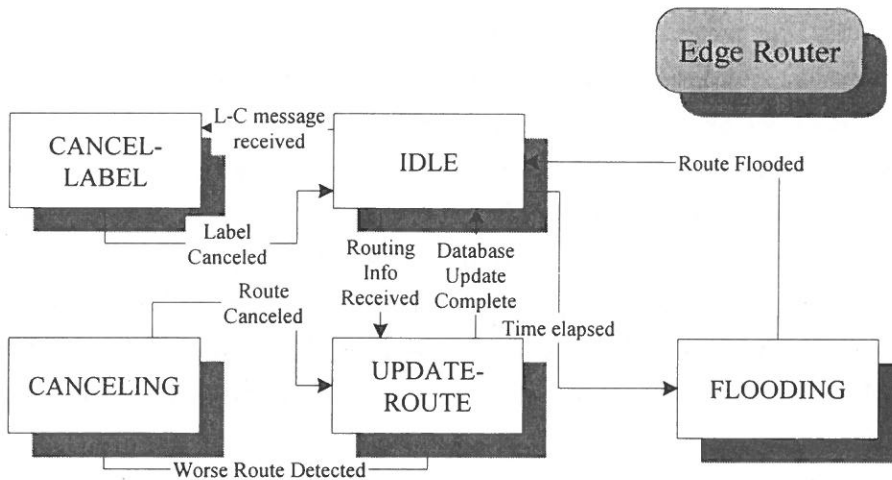 Edge Router
L-C message
received
CANCEL-
LABEL
IDLE
Route Flooded
Label
Canceled
Routing
Info
Received
Database
Update
Complete
Route
Canceled
Time elapsed
CANCELING
UPDATE-
ROUTE
FLOODING
Worse Route Detected